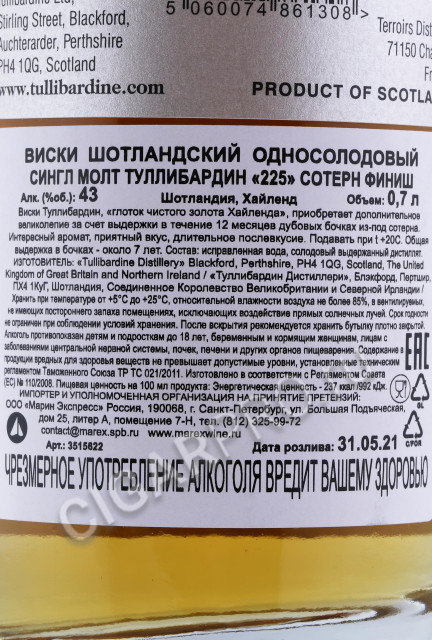 Tullibardine Ltd,
Stirling Street, Blackford,
Auchterarder, Perthshire
PH4 1QG, Scotland
www.tullibardine.com
5 060074 861308 >
Terroirs Dist
71150 Cha
Fr
PRODUCT OF SCOTLA
ВИСКИ ШОТЛАНДСКИЙ ОДНОСОЛОДОВЫЙ
СИНГЛ МОЛТ ТУЛЛИБАРДИН «225» СОТЕРН ФИНИШ
Алк. (%об.): 43 Шотландия, Хайленд Объем: 0,7 л
Виски Туллибардин, «глоток чистого золота Хайленда», приобретает дополнительное
великолепие за счет выдержки в течение 12 месяцев дубовых бочках из-под сотерна.
Интересный аромат, приятный вкус, длительное послевкусие. Подавать при t +20С. Общая
выдержка в бочках - около 7 лет. Состав: исправленная вода, солодовый выдержанный дистиллят.
ИЗГОТОВИТЕЛЬ: «Tullibardine Distillery» Blackford, Perthshire, PH4 1QG, Scotland, The United
Kingdom of Great Britain and Northern Ireland / «Туллибардин Дистиллери», Блэкфорд, Пертшир,
ПХ4 1КуГ, Шотландия, Соединенное Королевство Великобритании и Северной Ирландии /
Хранить при температуре от +5°С до +25°С, относительной влажности воздуха не более 85%, в вентилируемых,
не имеющих постороннего запаха помещениях, исключающих воздействие прямых солнечных лучей. Срок годности
не ограничен при соблюдении условий хранения. После вскрытия рекомендуется хранить бутылку плотно закрытой.
Алкоголь противопоказан детям и подросткам до 18 лет, беременным и кормящим женщинам, лицам с
заболеваниями центральной нервной системы, почек, печени и других органов пищеварения. Содержание в
продукции вредных для здоровья веществ не превышает допустимые уровни, установленные техническим
регламентом Таможенного Союза ТР ТС 021/2011. Изготовлено в соответствии с Регламентом Совета
(ЕС) № 110/2008. Пищевая ценность на 100 мл продукта: Энергетическая ценность - 237 ккал /992 кДж.
ИМПОРТЕР И УПОЛНОМОЧЕННАЯ ОРГАНИЗАЦИЯ НА ПРИНЯТИЕ ПРЕТЕНЗИЙ:
ООО «Марин Экспресс» Россия, 190068, г. Санкт-Петербург, ул. Большая Подъяческая,
дом 25, литер А, помещение 7-Н, тел. (812) 325-99-72
contact@marex.spb.ru www.marexwine.ru
Арт.: 3515622 Дата розлива: 31.05.21
С/РОР
ЧРЕЗМЕРНОЕ УПОТРЕБЛЕНИЕ АЛКОГОЛЯ ВРЕДИТ ВАШЕМУ ЗДОРОВЬЮ